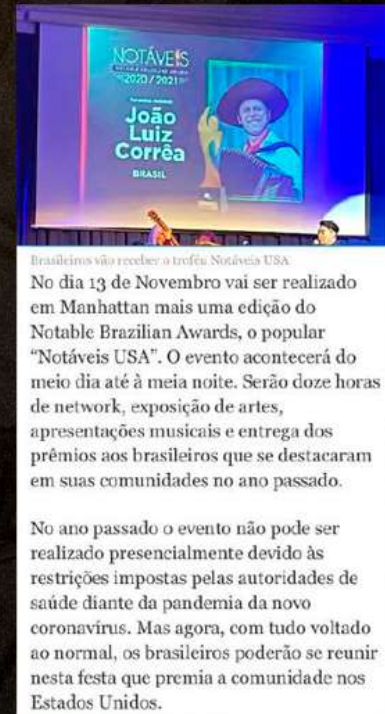 NOTÁVEIS
2020 / 2021
João
Luiz
Corrêa
BRASIL
Brasileiros vão receber o troféu Notáveis USA
No dia 13 de Novembro vai ser realizado
em Manhattan mais uma edição do
Notable Brazilian Awards, o popular
“Notáveis USA”. O evento acontecerá do
meio dia até à meia noite. Serão doze horas
de network, exposição de artes,
apresentações musicais e entrega dos
prêmios aos brasileiros que se destacaram
em suas comunidades no ano passado.
No ano passado o evento não pode ser
realizado presencialmente devido às
restrições impostas pelas autoridades de
saúde diante da pandemia da novo
coronavírus. Mas agora, com tudo voltado
ao normal, os brasileiros poderão se reunir
nesta festa que premia a comunidade nos
Estados Unidos.